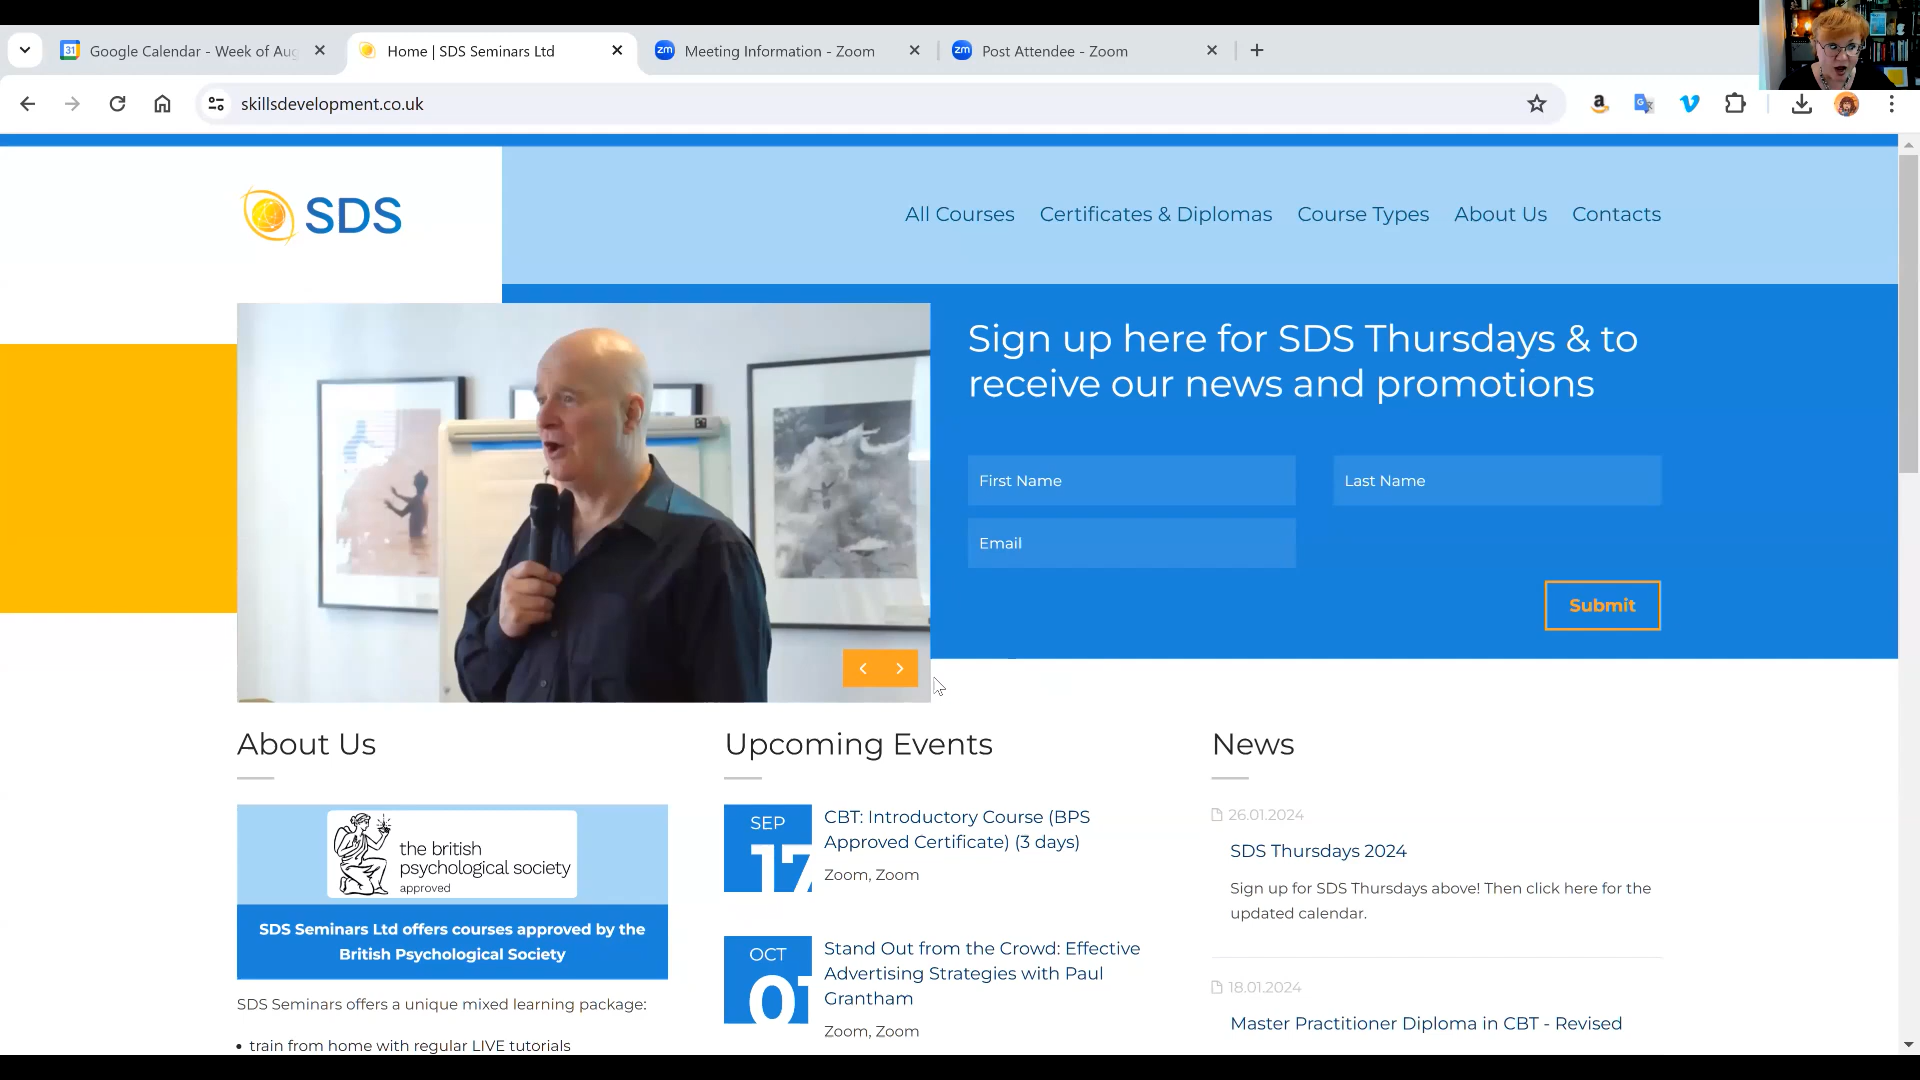 Google Calendar - Week of Aug
Home | SDS Seminars Ltd
Meeting Information - Zoom
Post Attendee - Zoom
skillsdevelopment.co.uk
SDS
All Courses
Certificates & Diplomas
Course Types
About Us
Contacts
Sign up here for SDS Thursdays & to
receive our news and promotions
First Name
Last Name
Email
Submit
About Us
the british
psychological society
approved
SDS Seminars Ltd offers courses approved by the
British Psychological Society
SDS Seminars offers a unique mixed learning package:
• train from home with regular LIVE tutorials
Upcoming Events
SEP
17
CBT: Introductory Course (BPS
Approved Certificate) (3 days)
Zoom, Zoom
OCT
01
Stand Out from the Crowd: Effective
Advertising Strategies with Paul
Grantham
Zoom, Zoom
News
26.01.2024
SDS Thursdays 2024
Sign up for SDS Thursdays above! Then click here for the
updated calendar.
18.01.2024
Master Practitioner Diploma in CBT - Revised